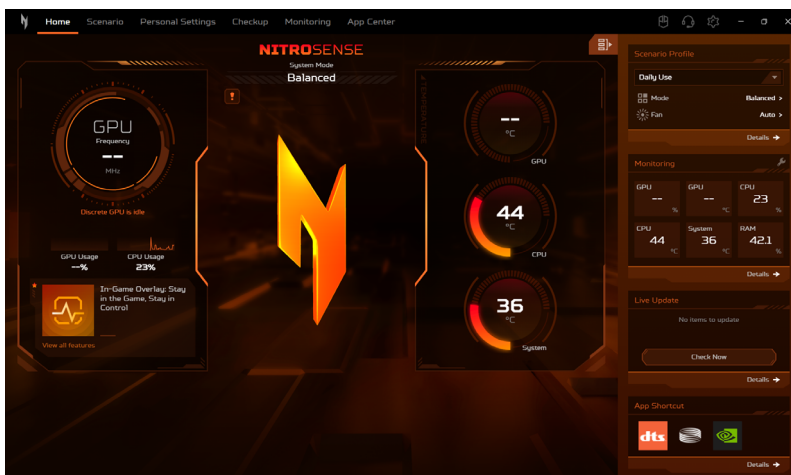 Home Scenario Personal Settings Checkup Monitoring App Center
NITROSENSE
System Mode
Balanced
GPU
Frequency
--
MHz
Discrete GPU is idle
GPU Usage
--%
CPU Usage
23%
In-Game Overlay: Stay
in the Game, Stay in
Control
View all features
TEMPERATURE
--
°C
GPU
44
°C
CPU
36
°C
System
Scenario Profile
Daily Use
Mode Balanced >
Fan Auto >
Details →
Monitoring
GPU
--
%
GPU
--
°C
CPU
23
%
CPU
44
°C
System
36
°C
RAM
42.1
%
Details →
Live Update
No items to update
Check Now
Details →
App Shortcut
dts
Details →